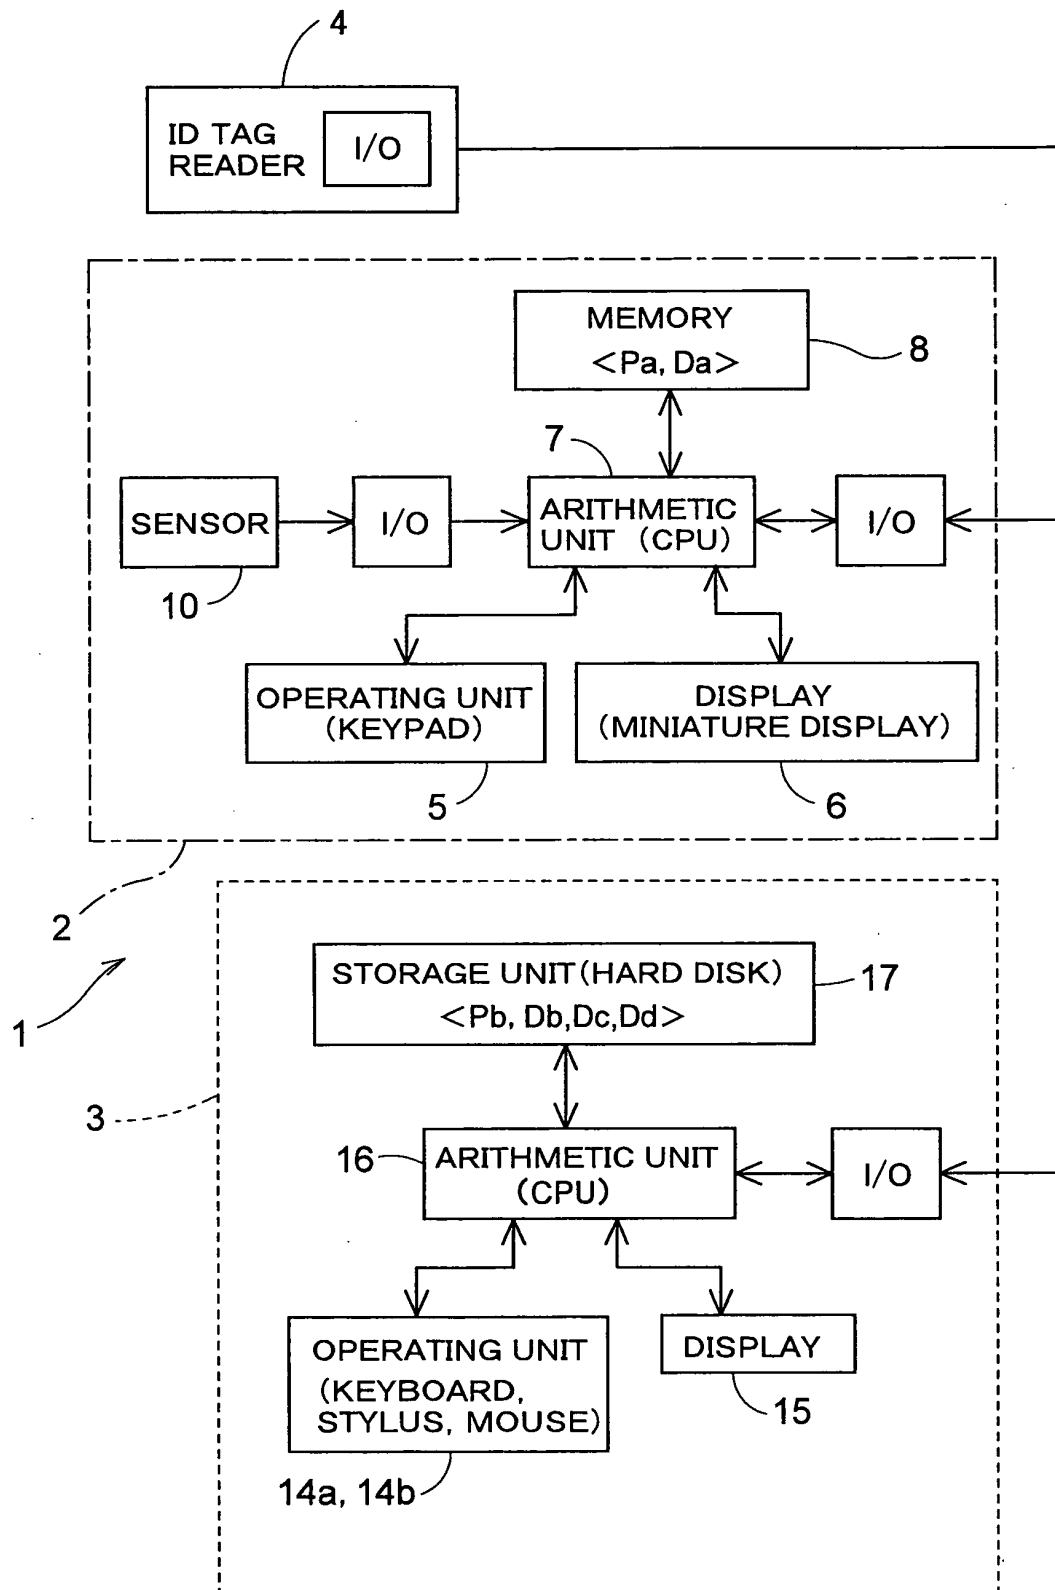 4
ID TAG
READER
I/O
MEMORY
<Pa, Da>
8
7
SENSOR
I/O
ARITHMETIC
UNIT (CPU)
I/O
10
OPERATING UNIT
(KEYPAD)
DISPLAY
(MINIATURE DISPLAY)
5
6
2
STORAGE UNIT(HARD DISK)
<Pb, Db,Dc,Dd>
17
1
3
16
ARITHMETIC UNIT
(CPU)
I/O
OPERATING UNIT
(KEYBOARD,
STYLUS, MOUSE)
DISPLAY
15
14a, 14b